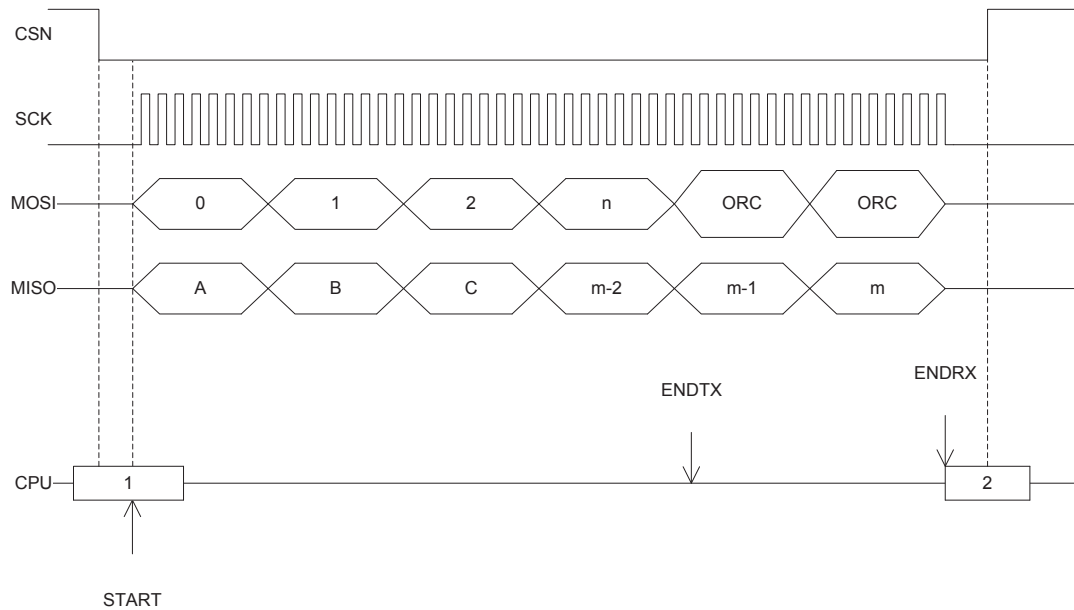 CSN
SCK
MOSI 0 1 2 n ORC ORC
MISO A B C m-2 m-1 m
ENDRX
ENDTX
CPU 1 2
START